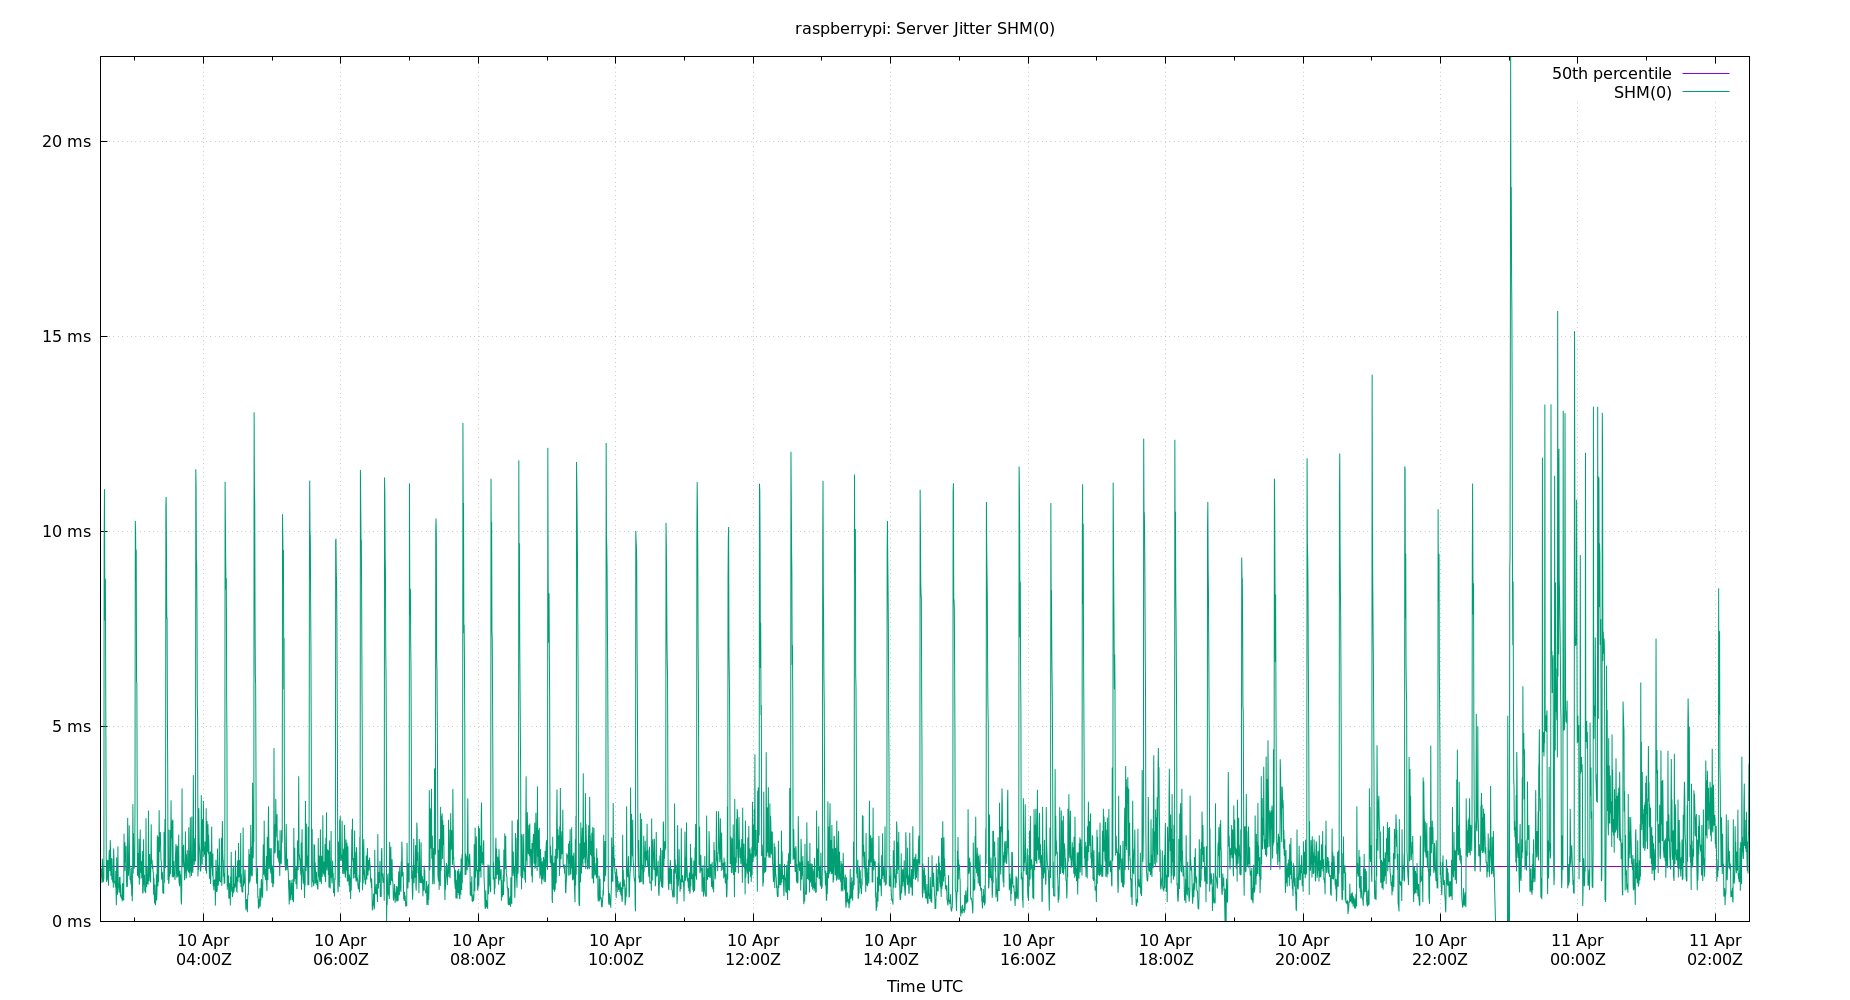 raspberrypi: Server Jitter SHM(0)
50th percentile
SHM(0)
20 ms
15 ms
10 ms
5 ms
0 ms
10 Apr 10 Apr 10 Apr 10 Apr 10 Apr 10 Apr 10 Apr 10 Apr 10 Apr 10 Apr 11 Apr 11 Apr
04:00Z 06:00Z 08:00Z 10:00Z 12:00Z 14:00Z 16:00Z 18:00Z 20:00Z 22:00Z 00:00Z 02:00Z
Time UTC